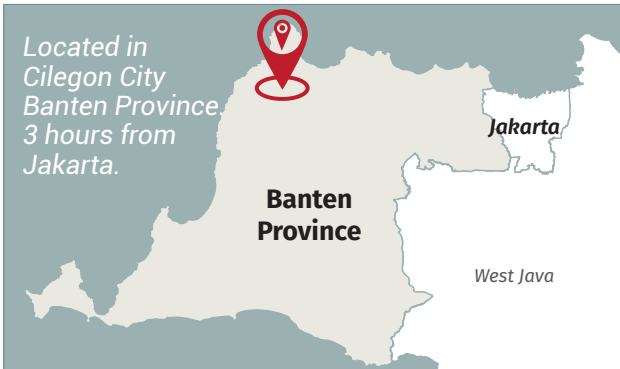 Located in
Cilegon City
Banten Province.
3 hours from
Jakarta.
Jakarta
Banten
Province
West Java